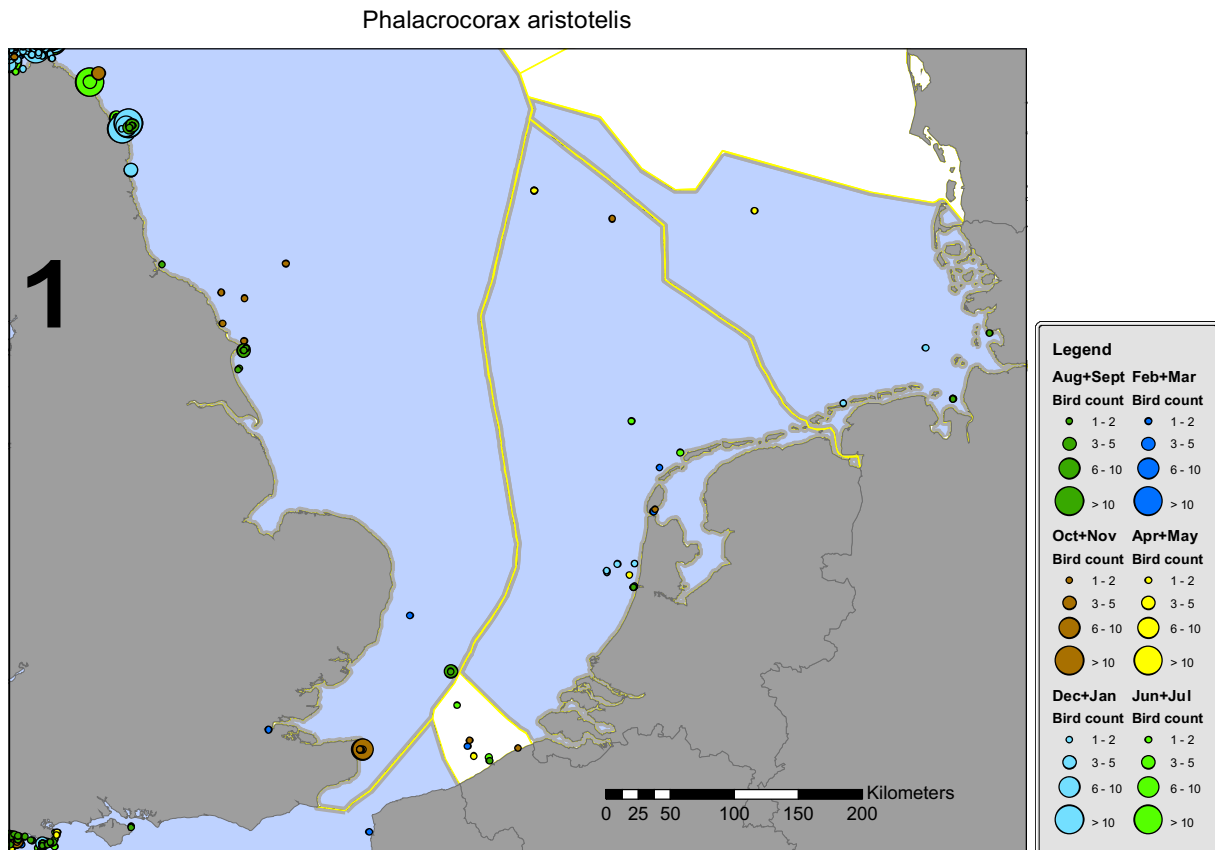 Phalacrocorax aristotelis
1
Kilometers
0 25 50 100 150 200
Legend
Aug+Sept Feb+Mar
Bird count Bird count
1 - 2 1 - 2
3 - 5 3 - 5
6 - 10 6 - 10
> 10 > 10
Oct+Nov Apr+May
Bird count Bird count
1 - 2 1 - 2
3 - 5 3 - 5
6 - 10 6 - 10
> 10 > 10
Dec+Jan Jun+Jul
Bird count Bird count
1 - 2 1 - 2
3 - 5 3 - 5
6 - 10 6 - 10
> 10 > 10